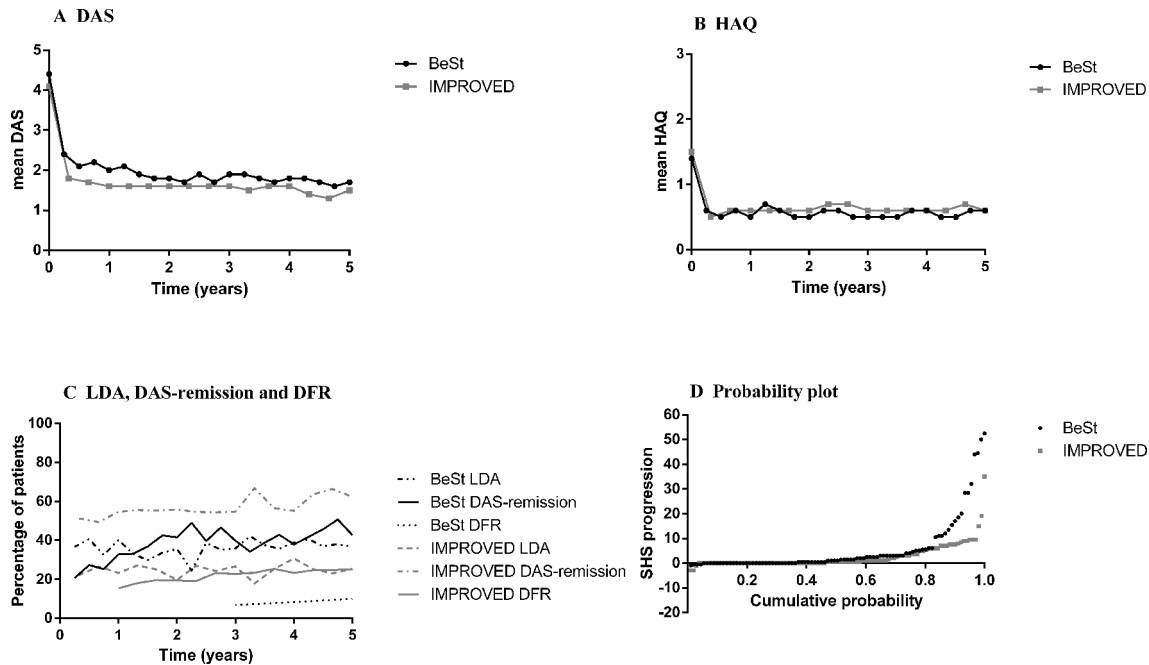 A DAS
mean DAS
5
4
3
2
1
0
0 1 2 3 4 5
Time (years)
BeSt
IMPROVED
B HAQ
mean HAQ
3
2
1
0
0 1 2 3 4 5
Time (years)
BeSt
IMPROVED
C LDA, DAS-remission and DFR
Percentage of patients
100
80
60
40
20
0
0 1 2 3 4 5
Time (years)
BeSt LDA
BeSt DAS-remission
BeSt DFR
IMPROVED LDA
IMPROVED DAS-remission
IMPROVED DFR
D Probability plot
SHS progression
60
50
40
30
20
10
0
-10
-20
0.2 0.4 0.6 0.8 1.0
Cumulative probability
BeSt
IMPROVED